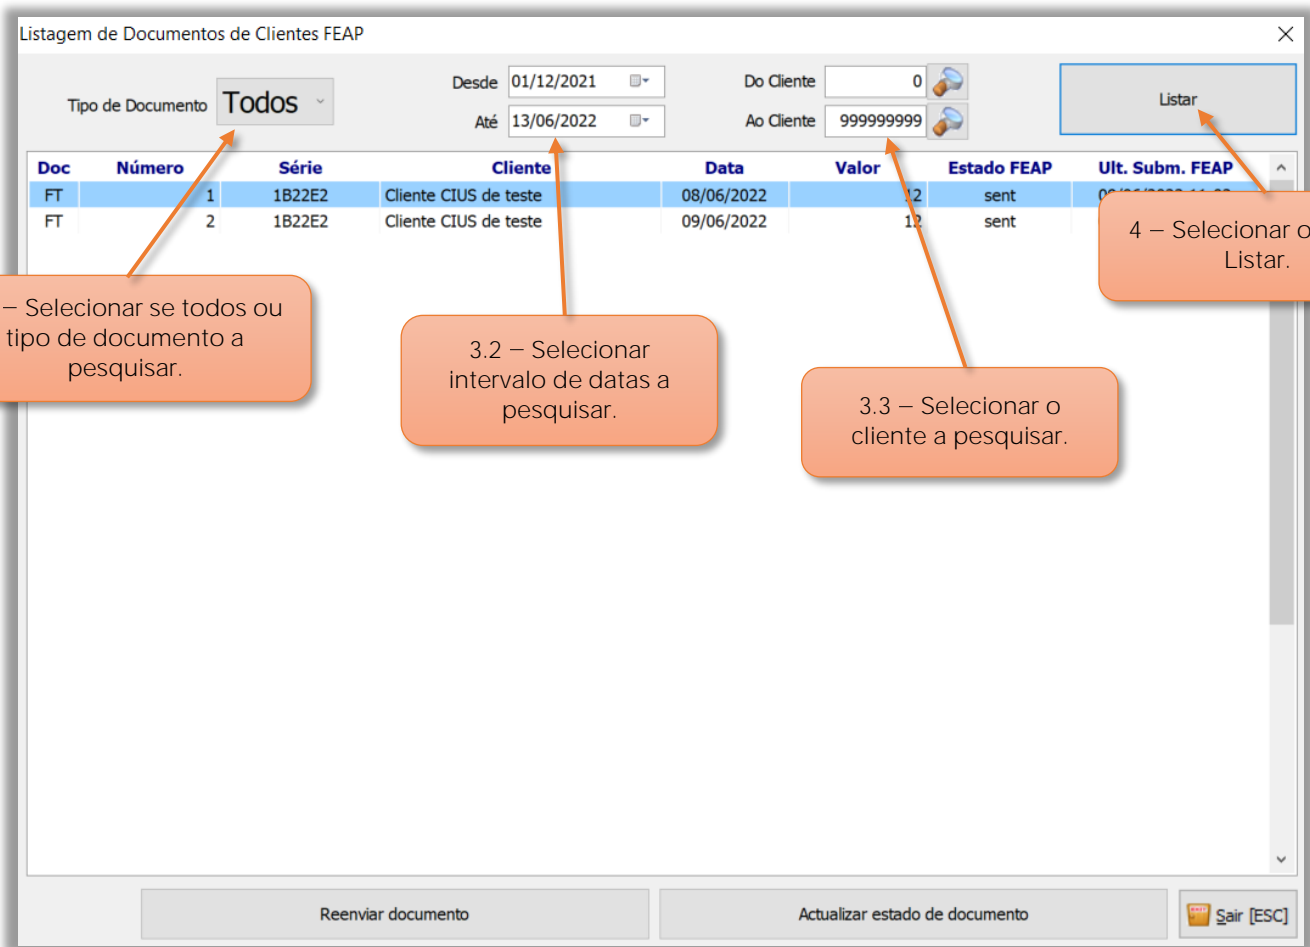 Listagem de Documentos de Clientes FEAP
Tipo de Documento Todos
Desde 01/12/2021
Até 13/06/2022
Do Cliente 0
Ao Cliente 999999999
Listar
Doc Número Série Cliente Data Valor Estado FEAP Ult. Subm. FEAP
FT 1 1B22E2 Cliente CIUS de teste 08/06/2022 12 sent
FT 2 1B22E2 Cliente CIUS de teste 09/06/2022 12 sent
4 – Selecionar o
Listar.
– Selecionar se todos ou
tipo de documento a
pesquisar.
3.2 – Selecionar
intervalo de datas a
pesquisar.
3.3 – Selecionar o
cliente a pesquisar.
Reenviar documento
Actualizar estado de documento
Sair [ESC]